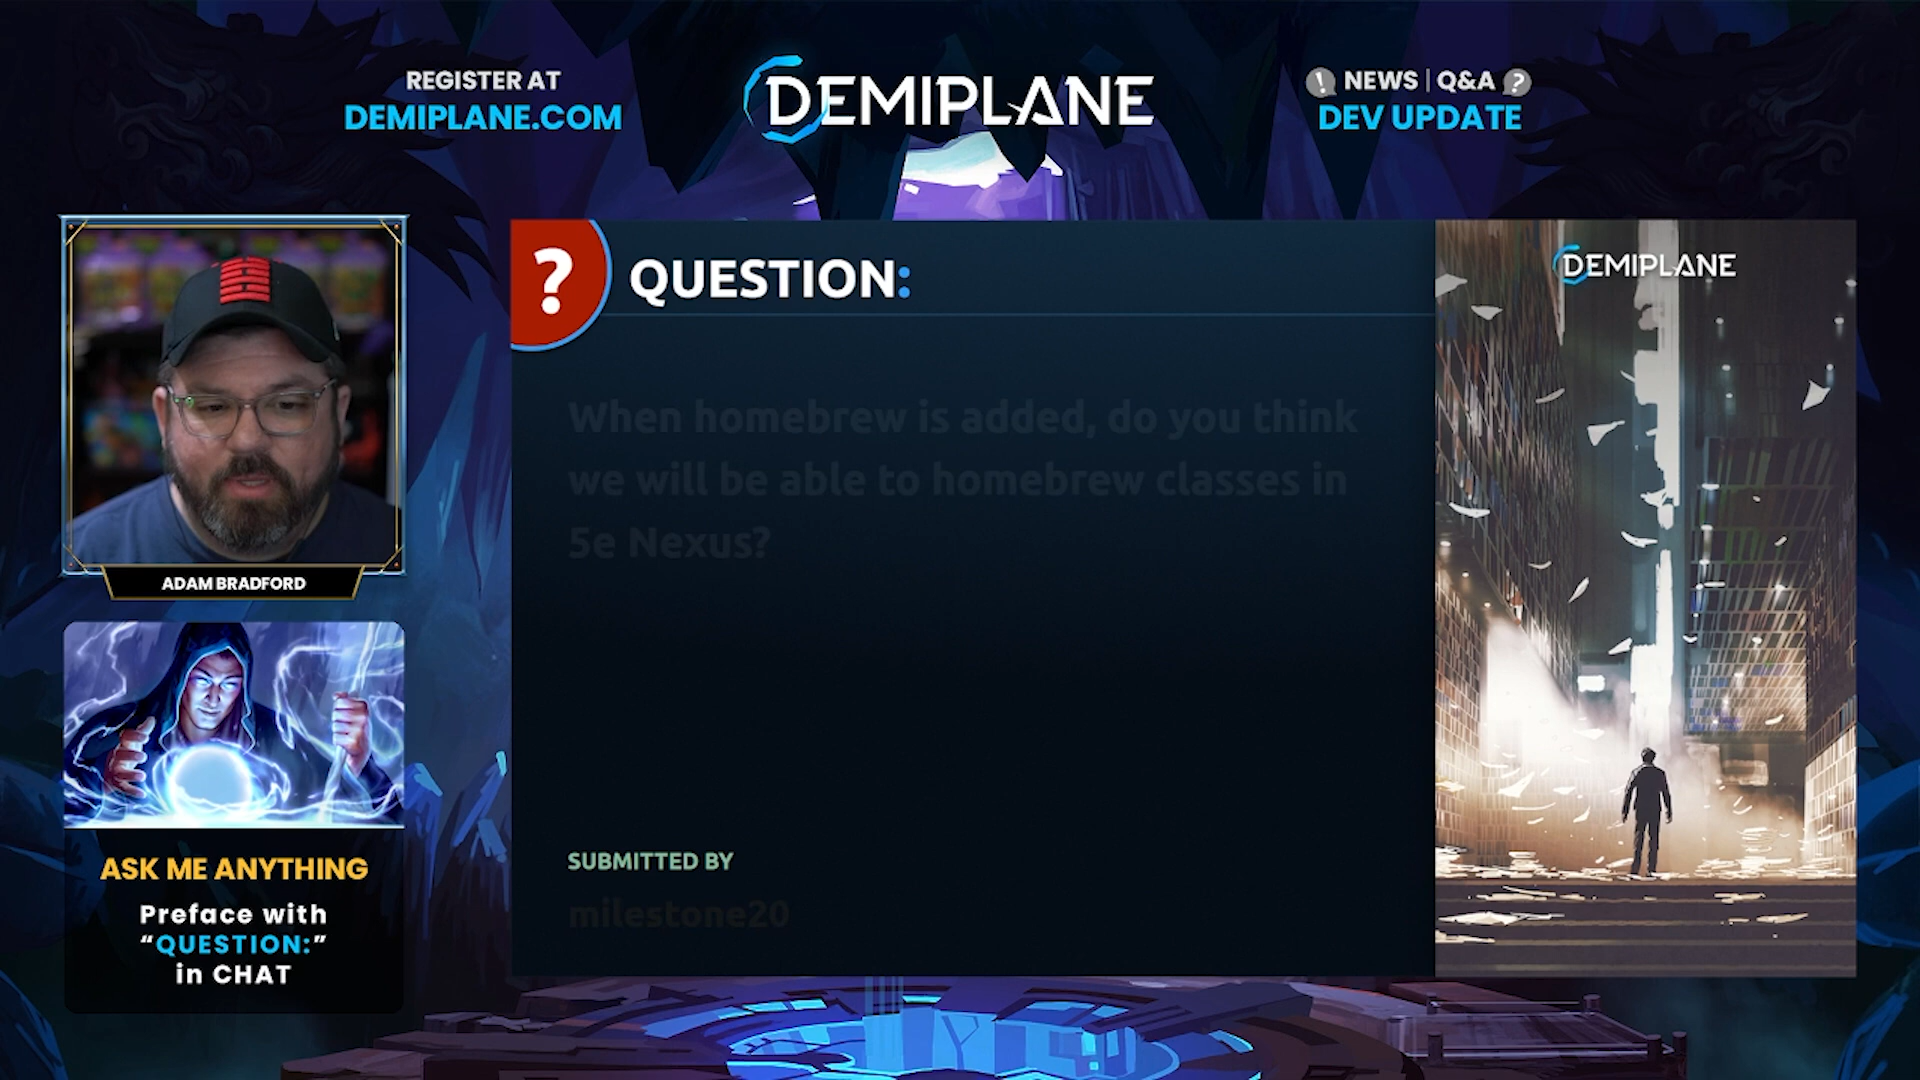 REGISTER AT
DEMIPLANE.COM
DEMIPLANE
! NEWS | Q&A ?
DEV UPDATE
? QUESTION:
DEMIPLANE
When homebrew is added, do you think
we will be able to homebrew classes in
5e Nexus?
ADAM BRADFORD
SUBMITTED BY
milestone20
ASK ME ANYTHING
Preface with
“QUESTION:”
in CHAT